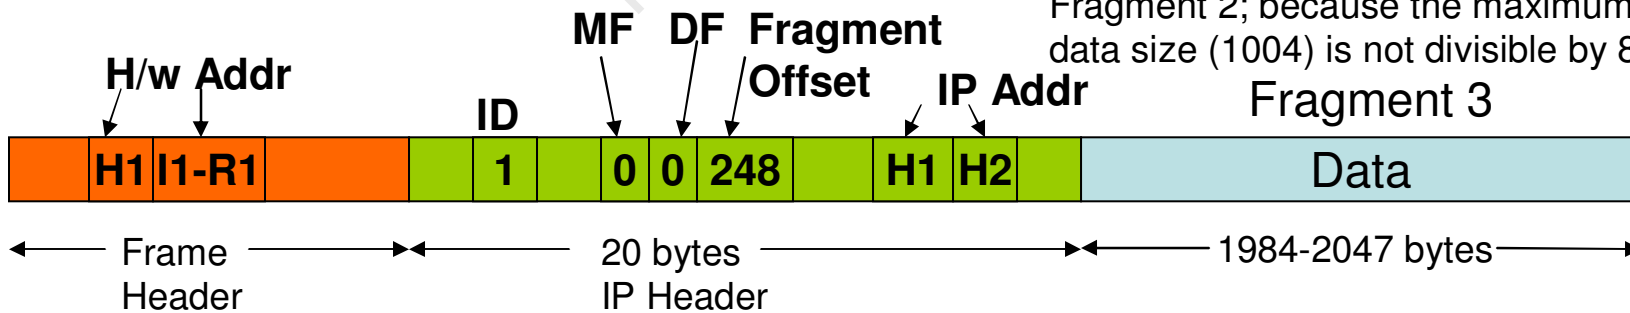 Fragment 2; because the maximum
data size (1004) is not divisible by 8
MF DF Fragment
Offset
H/w Addr
ID
IP Addr
Fragment 3
H1 I1-R1 1 0 0 248 H1 H2 Data
Frame
Header
20 bytes
IP Header
1984-2047 bytes